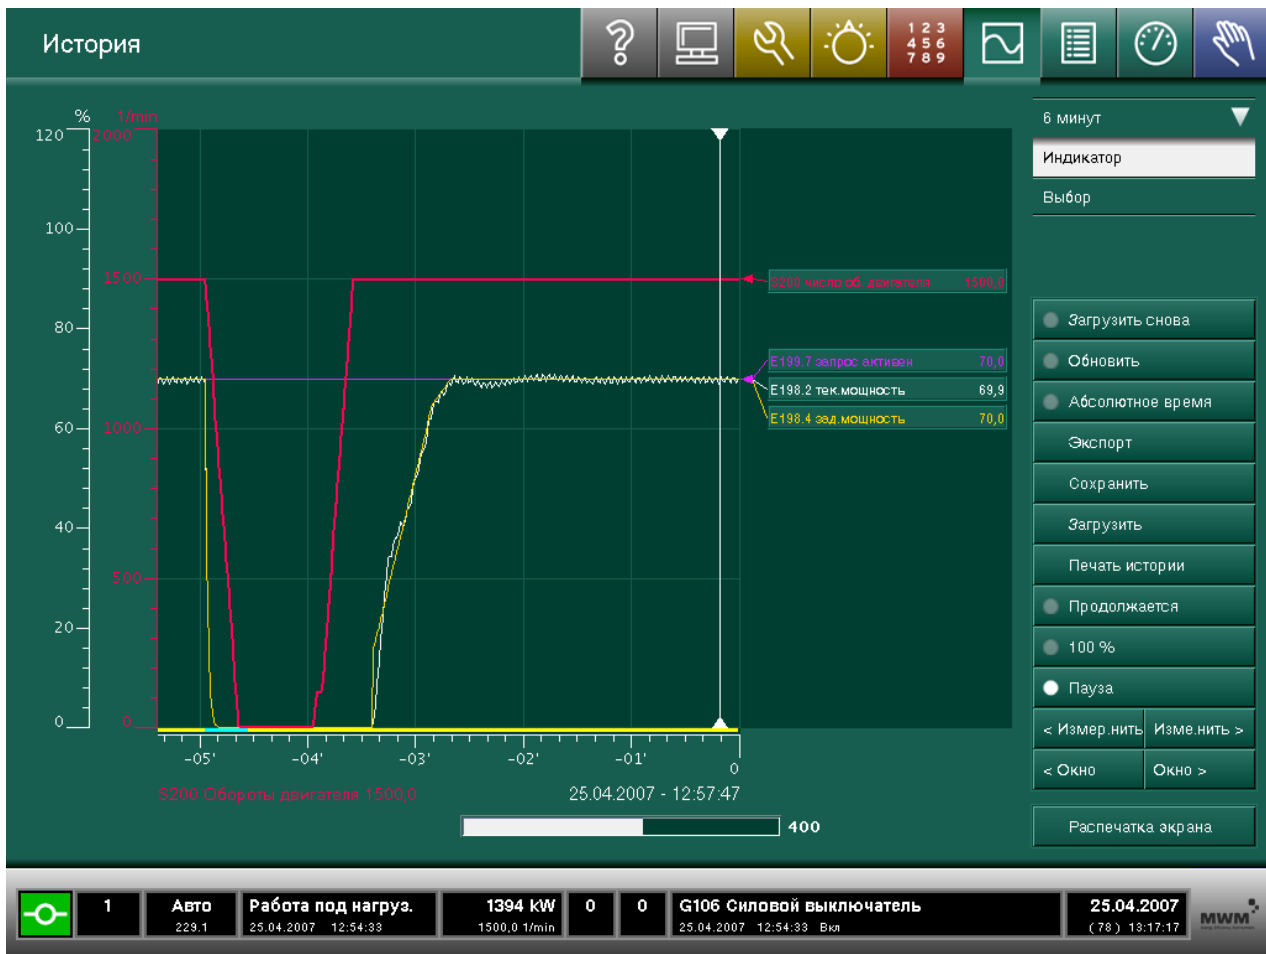 История
1 2 3
4 5 6
7 8 9
% 1/min
120 2000
100
1500
80
60 1000
40
500
20
0 0
-05' -04' -03' -02' -01' 0
S200 число об. двигателя 1500,0
E199.7 запрос активен 70,0
E198.2 тек.мощность 69,9
E198.4 зад.мощность 70,0
S200 Обороты двигателя 1500,0 25.04.2007 - 12:57:47
400
6 минут
Индикатор
Выбор
Загрузить снова
Обновить
Абсолютное время
Экспорт
Сохранить
Загрузить
Печать истории
Продолжается
100 %
Пауза
< Измер.нить Изме.нить >
< Окно Окно >
Распечатка экрана
1 Авто Работа под нагруз. 1394 kW 0 0 G106 Силовой выключатель 25.04.2007
229.1 25.04.2007 12:54:33 1500,0 1/min 25.04.2007 12:54:33 Вкл (78) 13:17:17
MWM